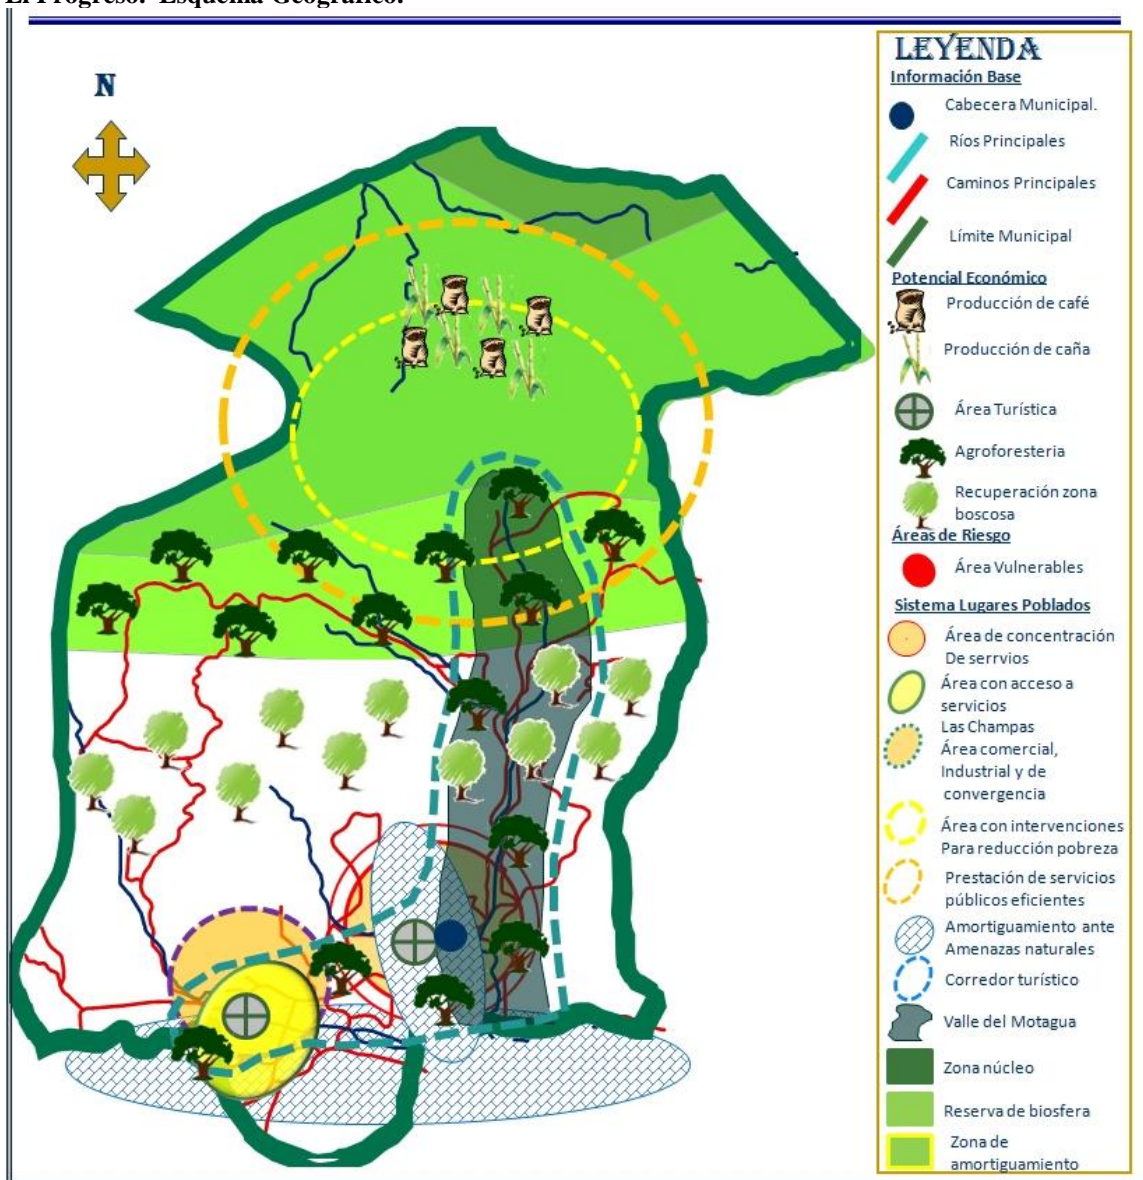 El Progreso. Esquema Geográfico.
N
LEYENDA
Información Base
Cabecera Municipal.
Ríos Principales
Caminos Principales
Límite Municipal
Potencial Económico
Producción de café
Producción de caña
Área Turística
Agroforesteria
Recuperación zona
boscosa
Áreas de Riesgo
Área Vulnerables
Sistema Lugares Poblados
Área de concentración
De serrvios
Área con acceso a
servicios
Las Champas
Área comercial,
Industrial y de
convergencia
Área con intervenciones
Para reducción pobreza
Prestación de servicios
públicos eficientes
Amortiguamiento ante
Amenazas naturales
Corredor turístico
Valle del Motagua
Zona núcleo
Reserva de biosfera
Zona de
amortiguamiento